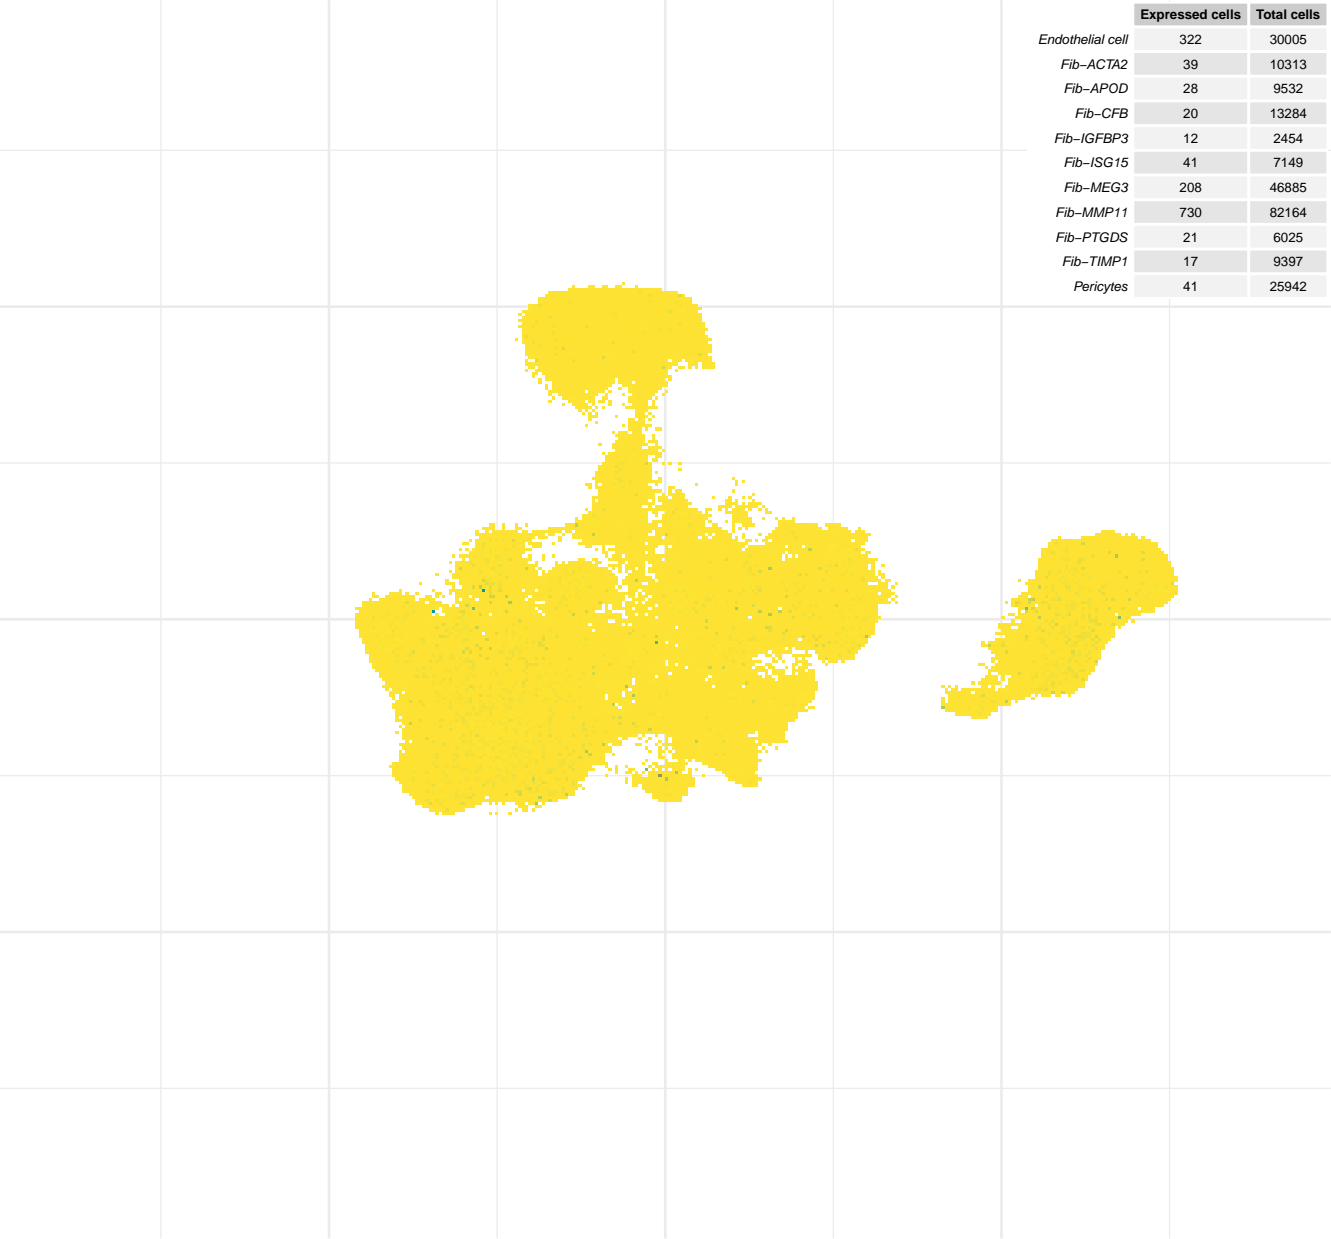 Expressed cells Total cells
Endothelial cell 322 30005
Fib−ACTA2 39 10313
Fib−APOD 28 9532
Fib−CFB 20 13284
Fib−IGFBP3 12 2454
Fib−ISG15 41 7149
Fib−MEG3 208 46885
Fib−MMP11 730 82164
Fib−PTGDS 21 6025
Fib−TIMP1 17 9397
Pericytes 41 25942